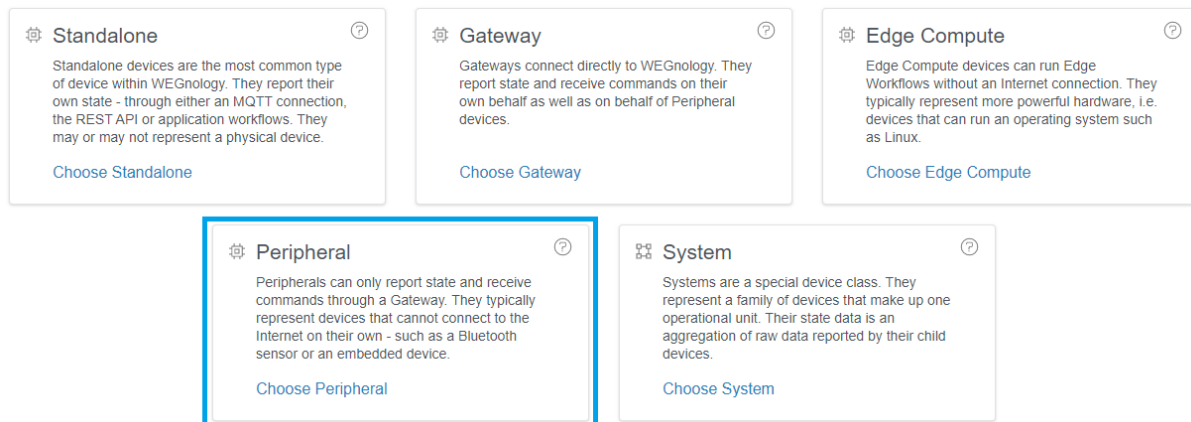 Standalone
Standalone devices are the most common type
of device within WEGnology. They report their
own state - through either an MQTT connection,
the REST API or application workflows. They
may or may not represent a physical device.
Choose Standalone
Gateway
Gateways connect directly to WEGnology. They
report state and receive commands on their
own behalf as well as on behalf of Peripheral
devices.
Choose Gateway
Edge Compute
Edge Compute devices can run Edge
Workflows without an Internet connection. They
typically represent more powerful hardware, i.e.
devices that can run an operating system such
as Linux.
Choose Edge Compute
Peripheral
Peripherals can only report state and receive
commands through a Gateway. They typically
represent devices that cannot connect to the
Internet on their own - such as a Bluetooth
sensor or an embedded device.
Choose Peripheral
System
Systems are a special device class. They
represent a family of devices that make up one
operational unit. Their state data is an
aggregation of raw data reported by their child
devices.
Choose System